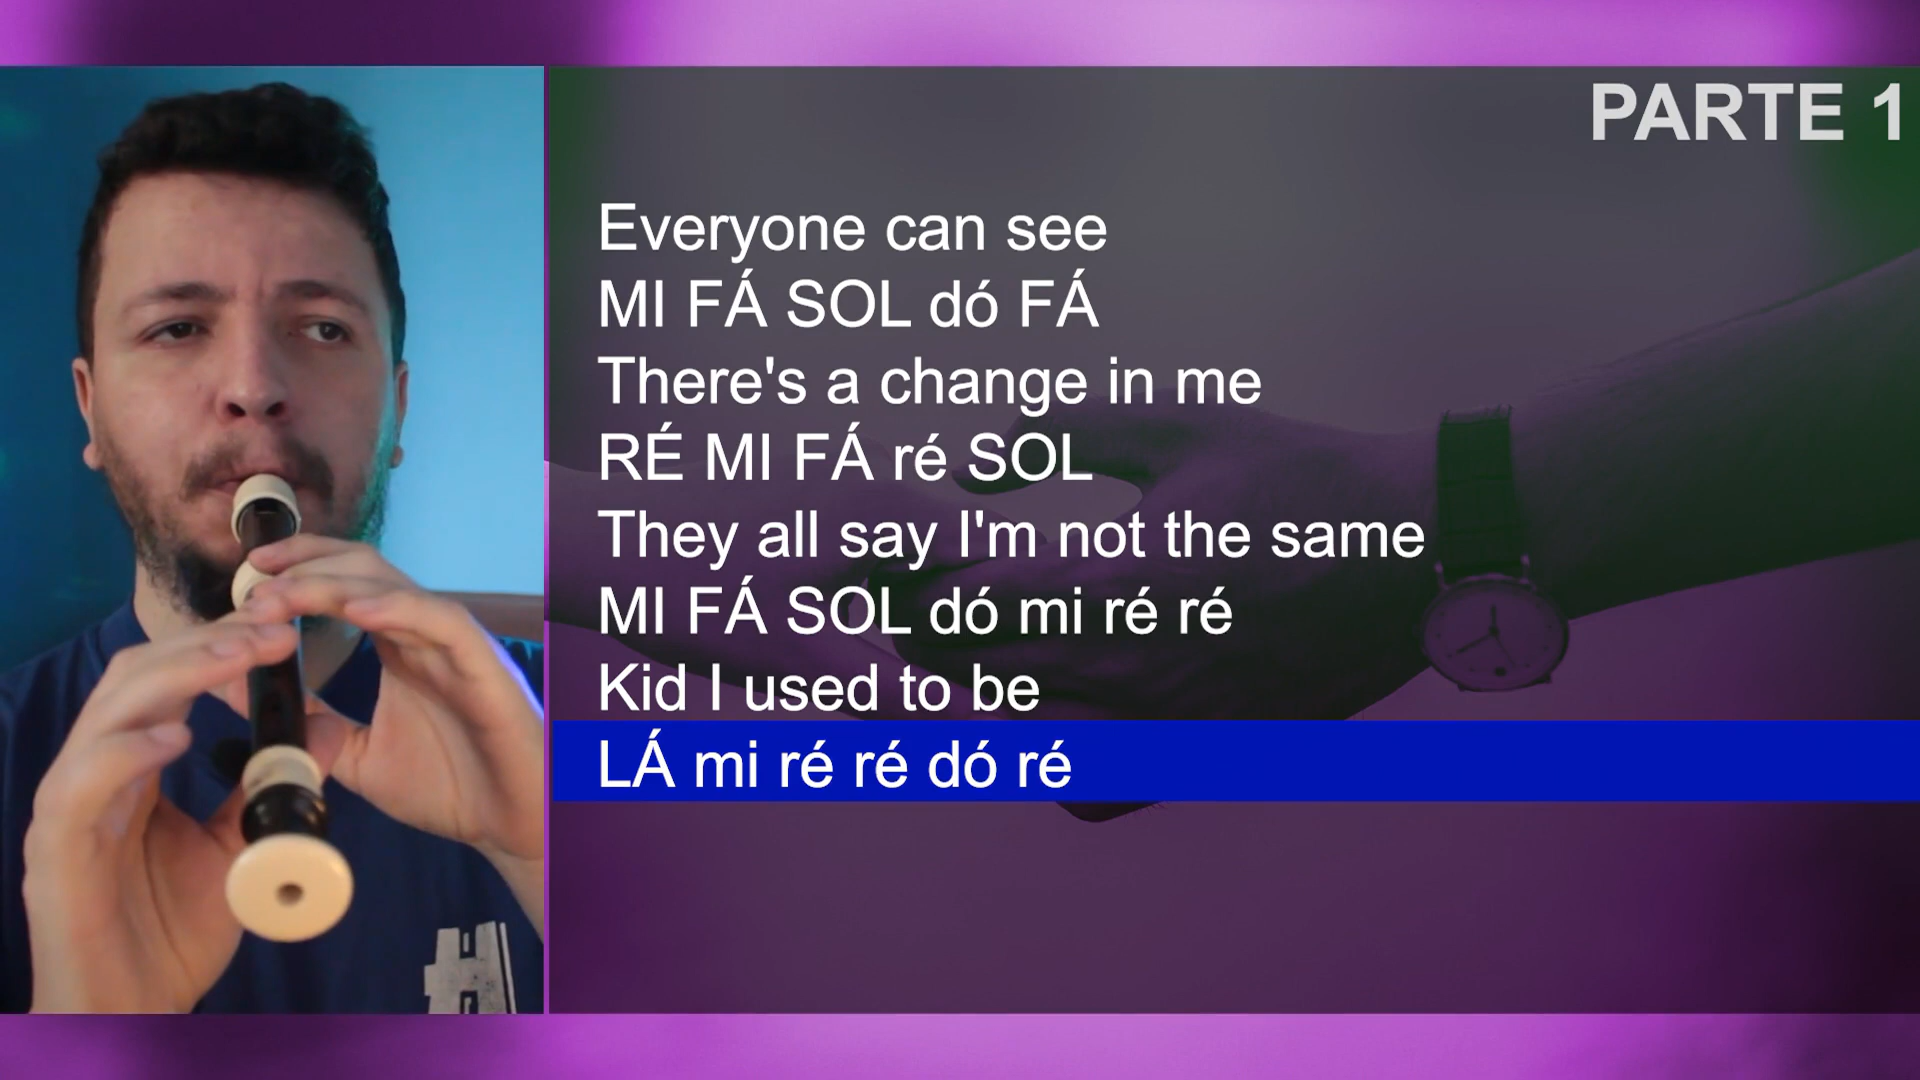 PARTE 1
Everyone can see
MI FÁ SOL dó FÁ
There's a change in me
RÉ MI FÁ ré SOL
They all say I'm not the same
MI FÁ SOL dó mi ré ré
Kid I used to be
LÁ mi ré ré dó ré